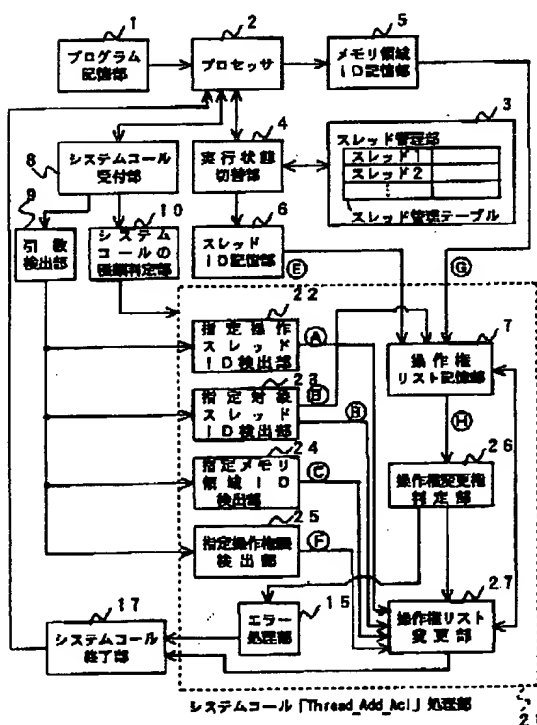 1
プログラム
記憶部
2
プロセッサ
5
メモリ領域
ID記憶部
3
スレッド管理部
スレッド1
スレッド2
スレッド管理テーブル
4
実行状態
切替部
8
システムコール
受付部
9
引数
検出部
10
システム
コールの
種類判定部
6
スレッド
ID記憶部
Ⓔ
Ⓖ
22
指定操作
スレッド
ID検出部
Ⓐ
7
操作権
リスト記憶部
23
指定対象
スレッド
ID検出部
Ⓑ
Ⓑ
Ⓗ
24
指定メモリ
領域ID
検出部
Ⓒ
26
操作権変更権
判定部
25
指定操作権限
検出部
Ⓕ
15
エラー
処理部
27
操作権リスト
変更部
17
システムコール
終了部
システムコール「Thread_Add_Acl」処理部